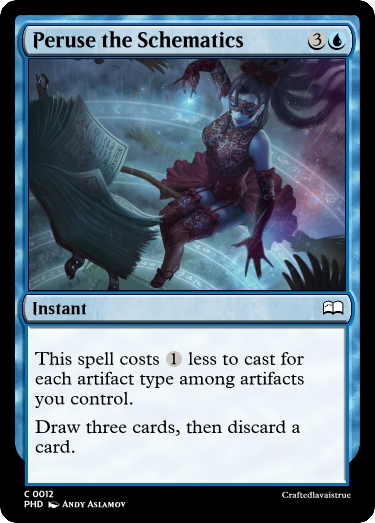 Peruse the Schematics 3
Instant
This spell costs 1 less to cast for
each artifact type among artifacts
you control.
Draw three cards, then discard a
card.
C 0012
PHD Andy Aslamov
Craftedlavaistrue